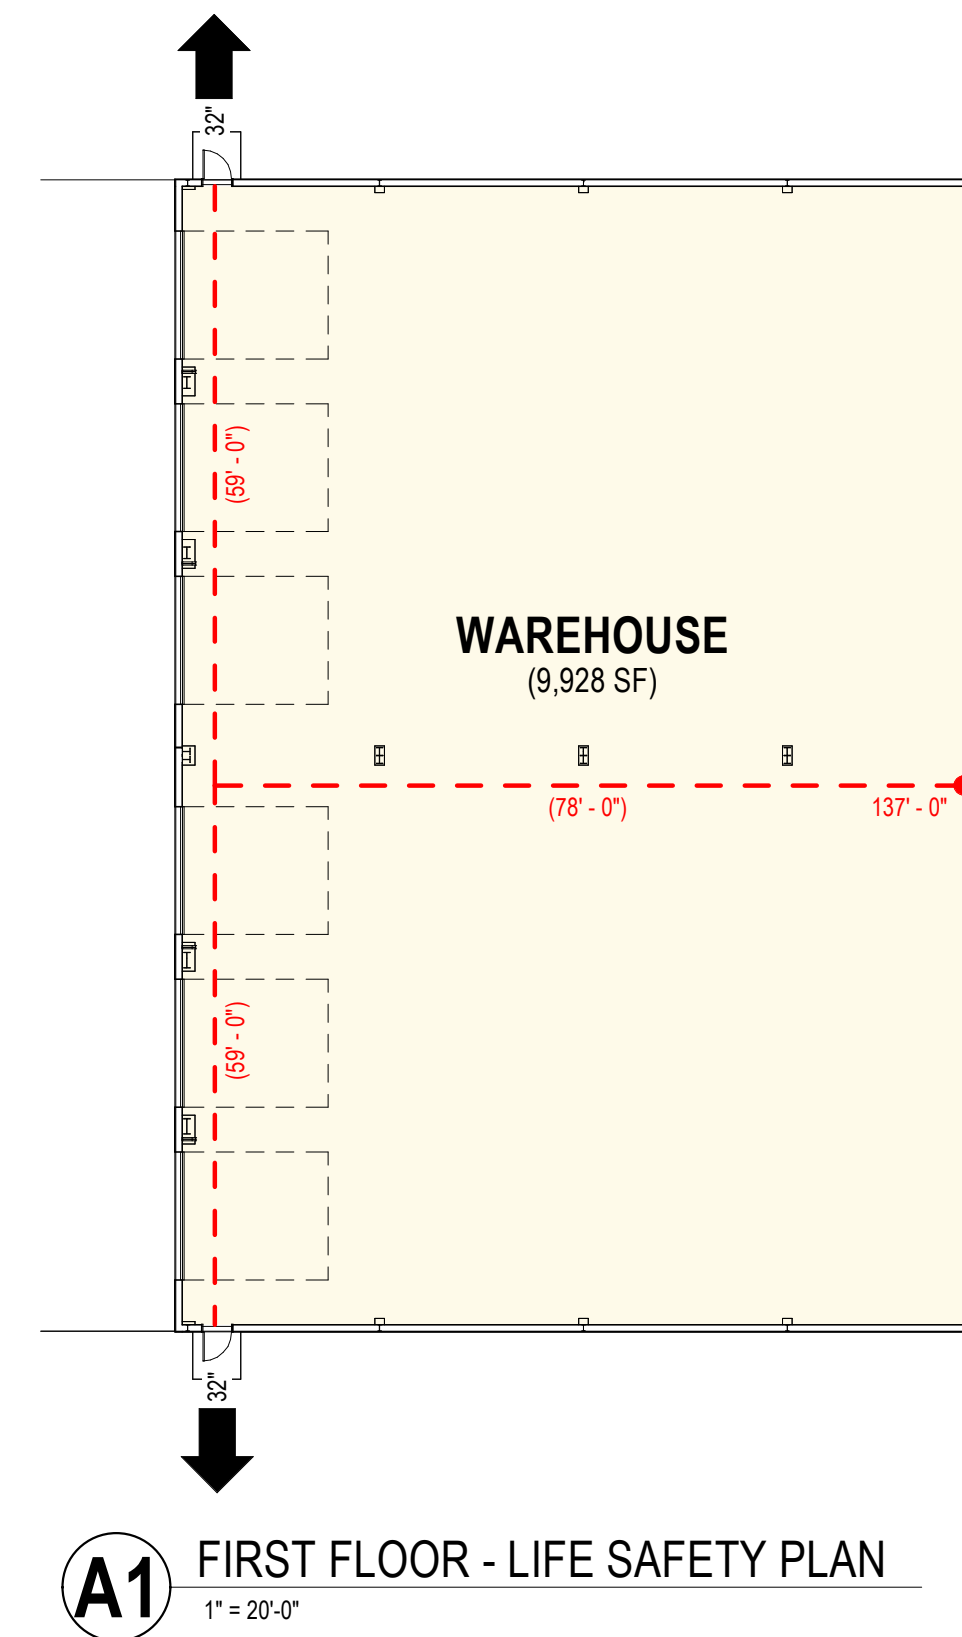 32"
(59' - 0")
WAREHOUSE
(9,928 SF)
(78' - 0")
137' - 0"
(59' - 0")
32"
A1
FIRST FLOOR - LIFE SAFETY PLAN
1" = 20'-0"